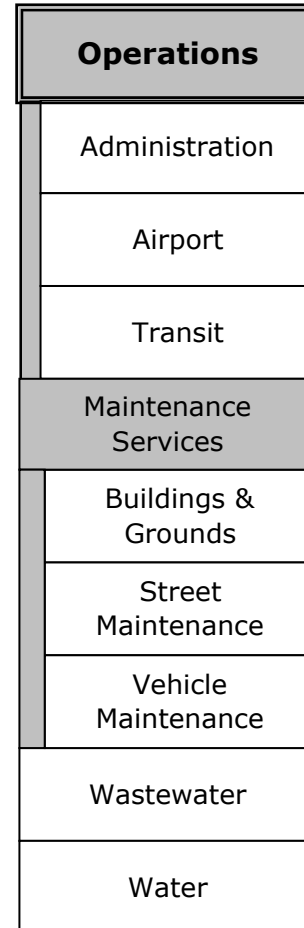 Operations
Administration
Airport
Transit
Maintenance
Services
Buildings &
Grounds
Street
Maintenance
Vehicle
Maintenance
Wastewater
Water